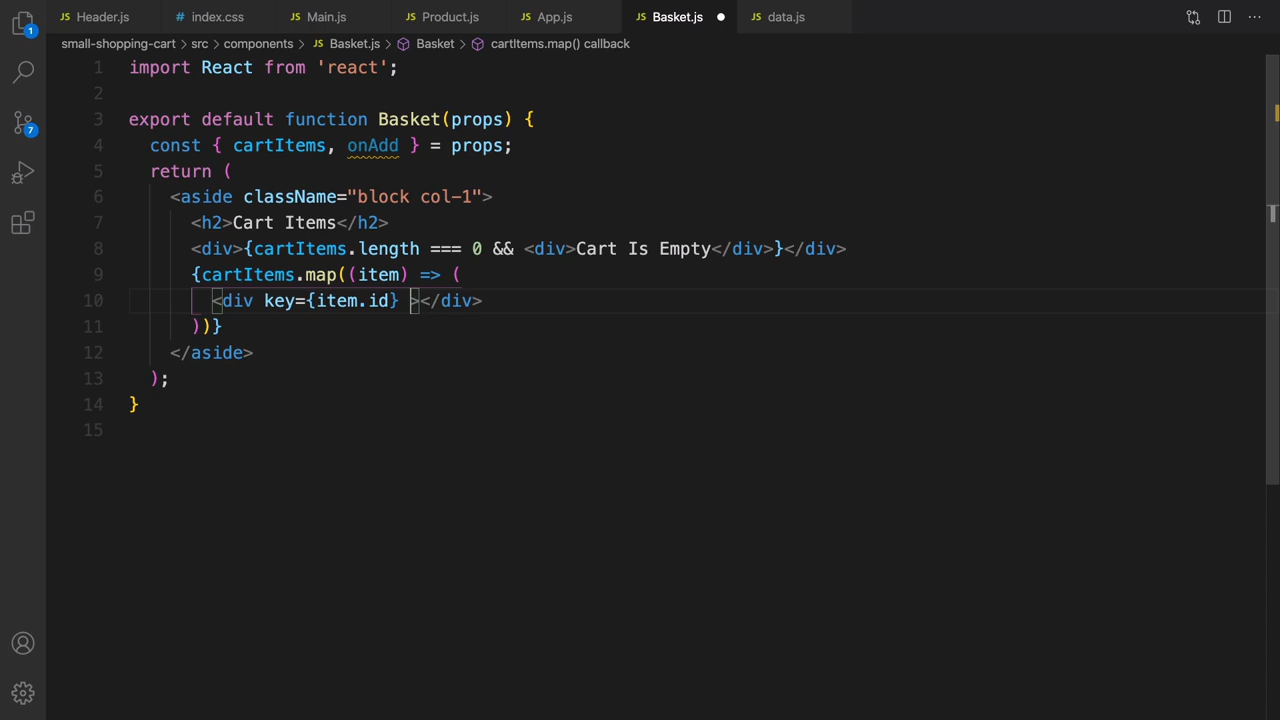 JS Header.js # index.css JS Main.js JS Product.js JS App.js JS Basket.js JS data.js
small-shopping-cart > src > components > JS Basket.js > Basket > cartItems.map() callback
1 import React from 'react';
2
3 export default function Basket(props) {
4 const { cartItems, onAdd } = props;
5 return (
6 <aside className="block col-1">
7 <h2>Cart Items</h2>
8 <div>{cartItems.length === 0 && <div>Cart Is Empty</div>}</div>
9 {cartItems.map((item) => (
10 <div key={item.id} ></div>
11 ))}
12 </aside>
13 );
14 }
15
1
7